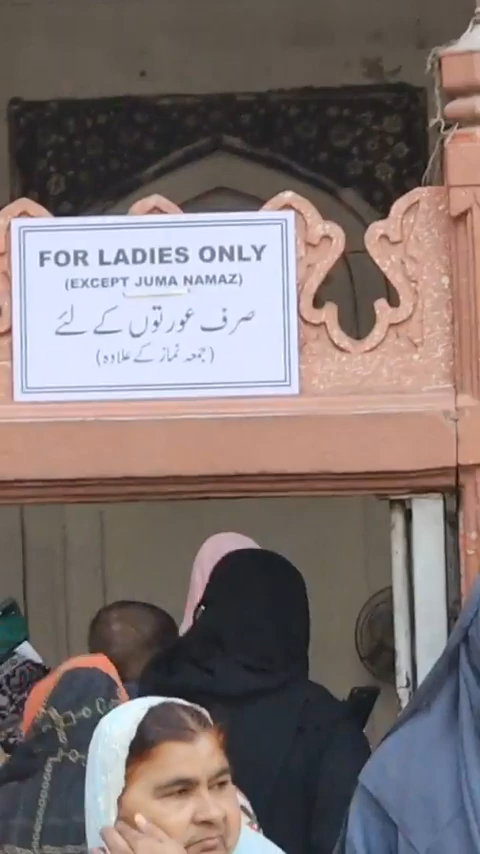 FOR LADIES ONLY
(EXCEPT JUMA NAMAZ)
صرف عورتوں کے لئے
(جمعہ نماز کے علاوہ)